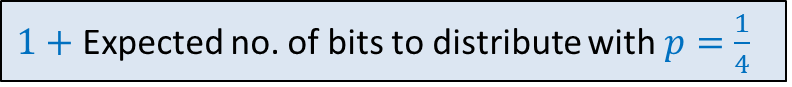 1 + Expected no. of bits to distribute with p = 1/4